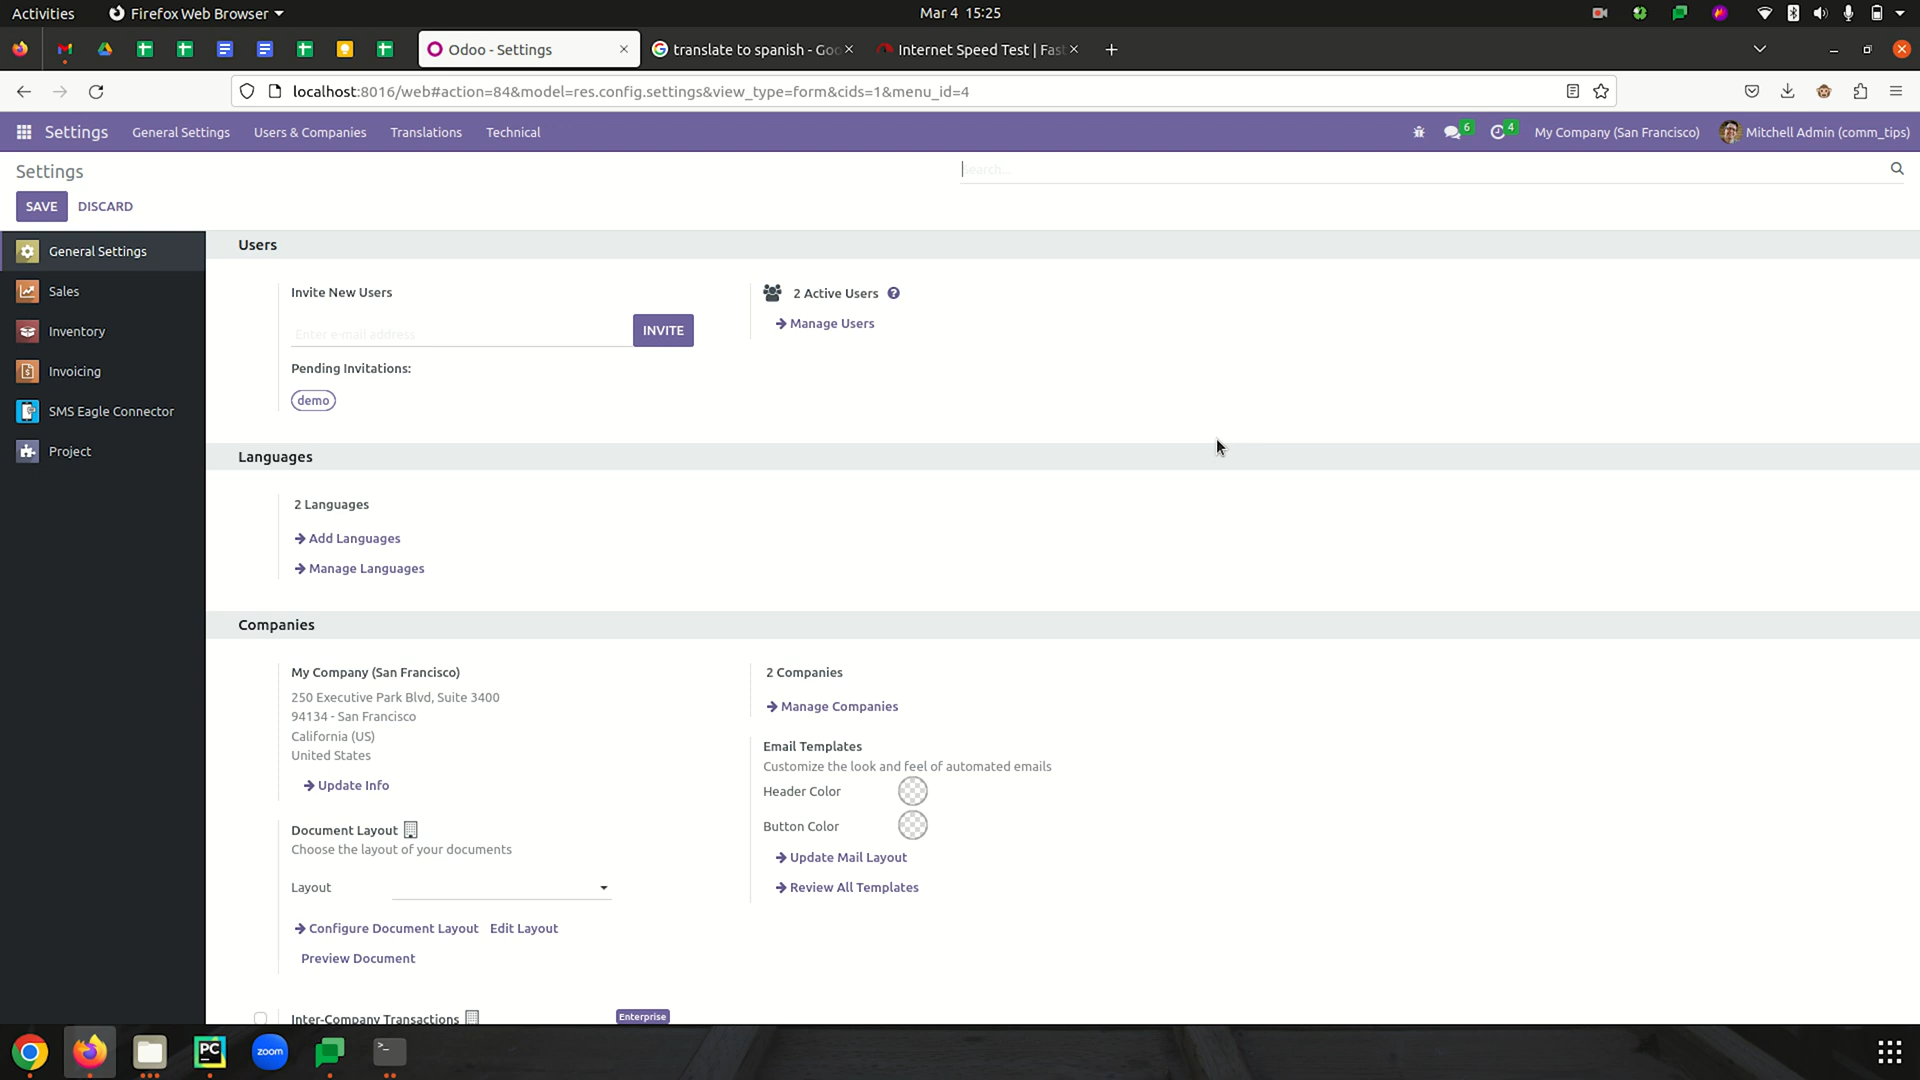 Activities
Firefox Web Browser
Mar 4 15:25
Odoo - Settings
translate to spanish - Goo
Internet Speed Test | Fast
localhost:8016/web#action=84&model=res.config.settings&view_type=form&cids=1&menu_id=4
Settings
General Settings
Users & Companies
Translations
Technical
6
4
My Company (San Francisco)
Mitchell Admin (comm_tips)
Settings
Search...
SAVE
DISCARD
General Settings
Sales
Inventory
Invoicing
SMS Eagle Connector
Project
Users
Invite New Users
Enter e-mail address
INVITE
Pending Invitations:
demo
2 Active Users
Manage Users
Languages
2 Languages
Add Languages
Manage Languages
Companies
My Company (San Francisco)
250 Executive Park Blvd, Suite 3400
94134 - San Francisco
California (US)
United States
Update Info
Document Layout
Choose the layout of your documents
Layout
Configure Document Layout
Edit Layout
Preview Document
2 Companies
Manage Companies
Email Templates
Customize the look and feel of automated emails
Header Color
Button Color
Update Mail Layout
Review All Templates
Inter-Company Transactions
Enterprise
PC
zoom